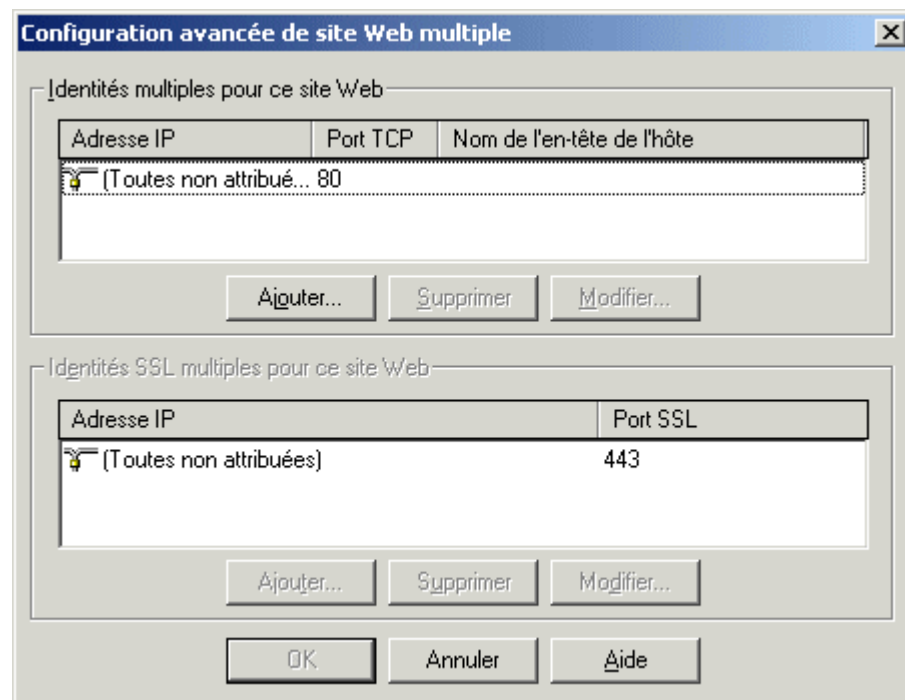 Configuration avancée de site Web multiple
Identités multiples pour ce site Web
Adresse IP Port TCP Nom de l'en-tête de l'hôte
(Toutes non attribué... 80
Ajouter... Supprimer Modifier...
Identités SSL multiples pour ce site Web
Adresse IP Port SSL
(Toutes non attribuées) 443
Ajouter... Supprimer Modifier...
OK Annuler Aide